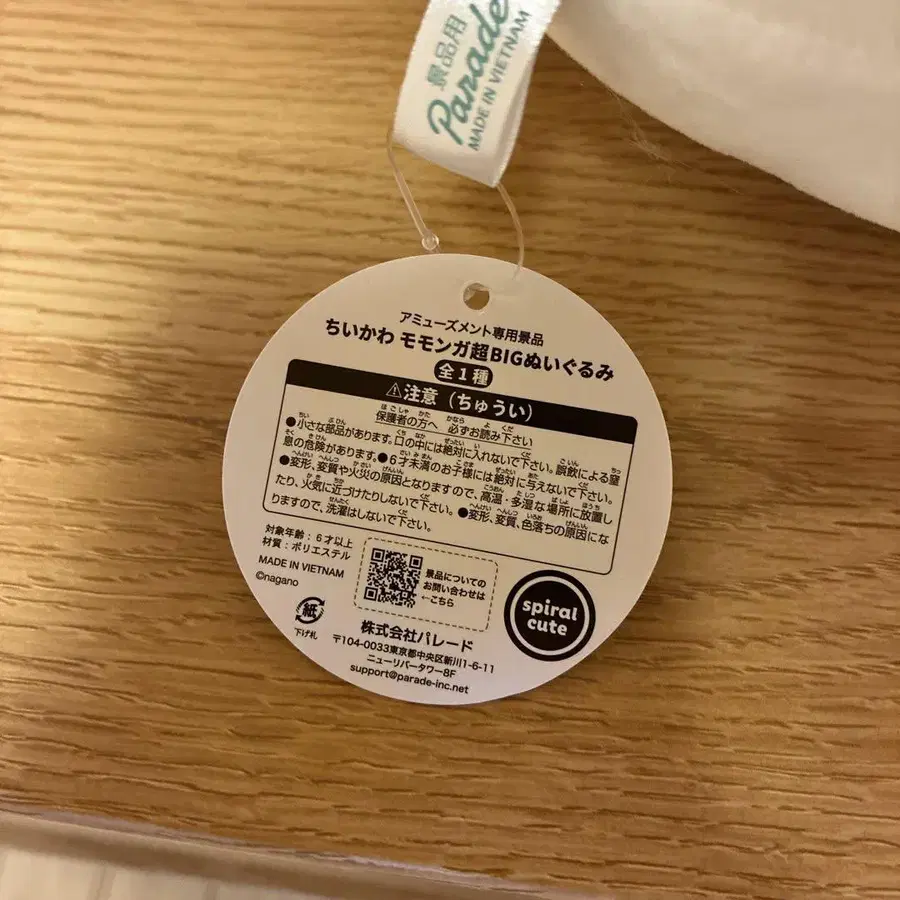 景品用
Parade
MADE IN VIETNAM
アミューズメント専用景品
ちいかわ モモンガ超BIGぬいぐるみ
全1種
⚠注意（ちゅうい）
保護者の方へ 必ずお読み下さい
●小さな部品があります。口の中には絶対に入れないで下さい。誤飲による窒
息の危険があります。●6才未満のお子様には絶対に与えないで下さい。
●変形、変質や火災の原因となりますので、高温・多湿な場所に放置し
たり、火気に近づけたりしないで下さい。●変形、変質、色落ちの原因にな
りますので、洗濯はしないで下さい。
対象年齢：6才以上
材質：ポリエステル
MADE IN VIETNAM
©nagano
紙
下げ札
景品についての
お問い合わせは
←こちら
spiral
cute
株式会社パレード
〒104-0033東京都中央区新川1-6-11
ニューリバータワー8F
support@parade-inc.net